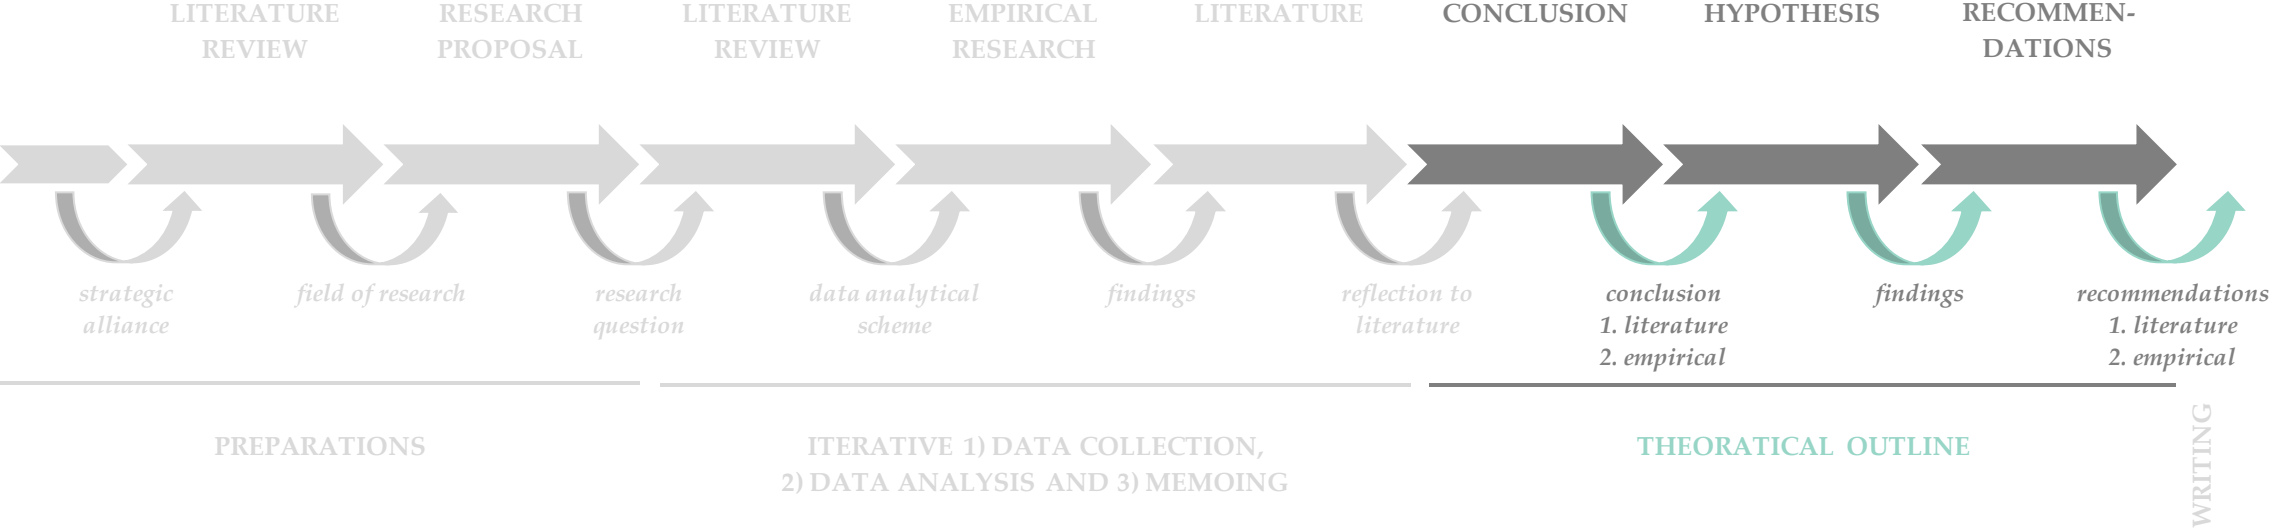 LITERATURE
REVIEW
RESEARCH
PROPOSAL
LITERATURE
REVIEW
EMPIRICAL
RESEARCH
LITERATURE
CONCLUSION
HYPOTHESIS
RECOMMEN-
DATIONS
strategic
alliance
field of research
research
question
data analytical
scheme
findings
reflection to
literature
conclusion
1. literature
2. empirical
findings
recommendations
1. literature
2. empirical
PREPARATIONS
ITERATIVE 1) DATA COLLECTION,
2) DATA ANALYSIS AND 3) MEMOING
THEORATICAL OUTLINE
WRITING